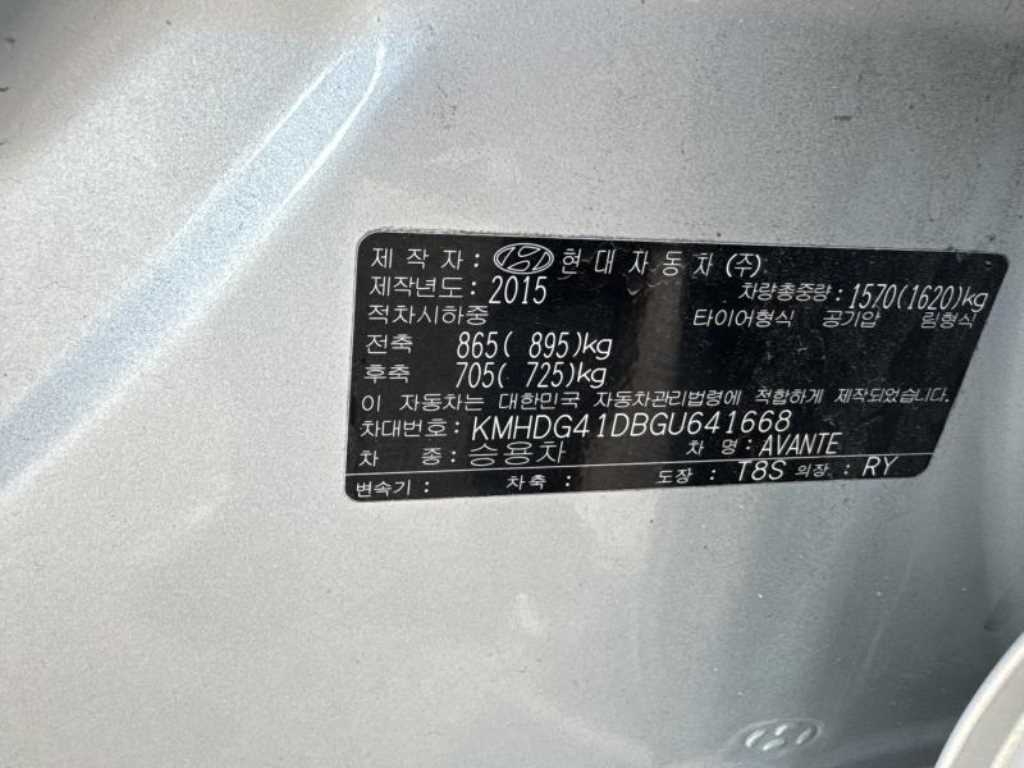 제 작 자 : 현 대 자 동 차 (주)
제작년도 : 2015 차량총중량 : 1570(1620)kg
적차시하중 타이어형식 공기압 림형식
전축 865( 895)kg
후축 705( 725)kg
이 자동차는 대한민국 자동차관리법령에 적합하게 제작되었습니다.
차대번호 : KMHDG41DBGU641668
차 종 : 승용차 차 명 : AVANTE
변속기 : 차축 : 도장 : T8S 의장 : RY